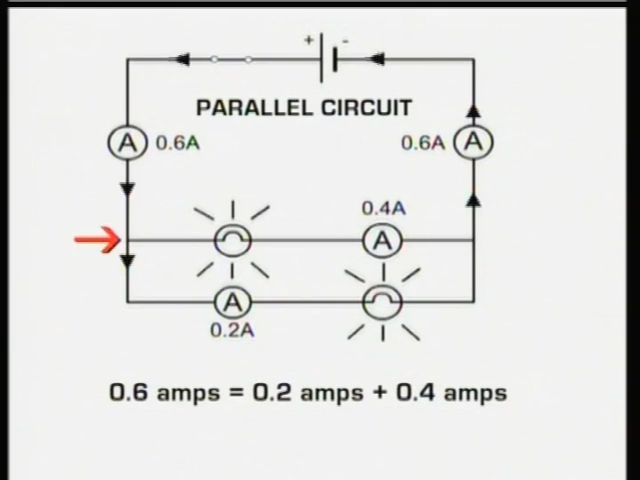 + -
PARALLEL CIRCUIT
A 0.6A 0.6A A
0.4A
A
A
0.2A
0.6 amps = 0.2 amps + 0.4 amps